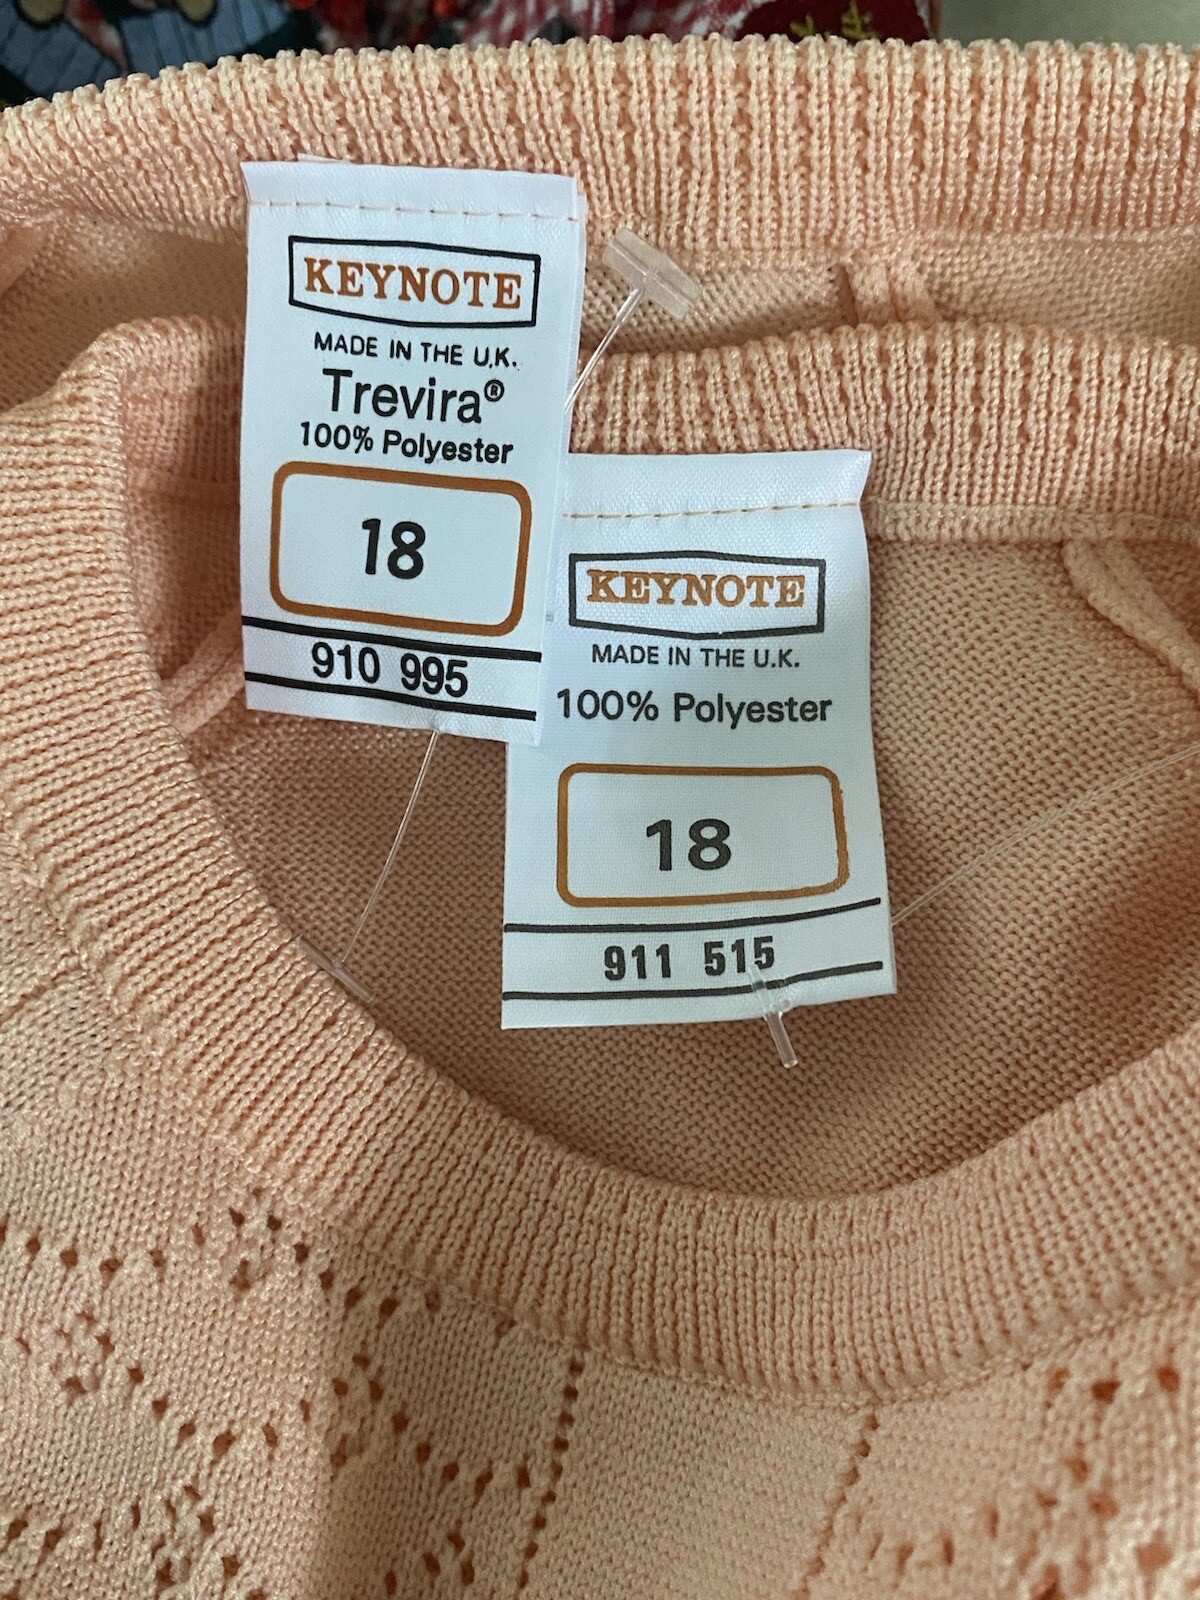 KEYNOTE
MADE IN THE U.K.
Trevira®
100% Polyester
18
910 995
KEYNOTE
MADE IN THE U.K.
100% Polyester
18
911 515